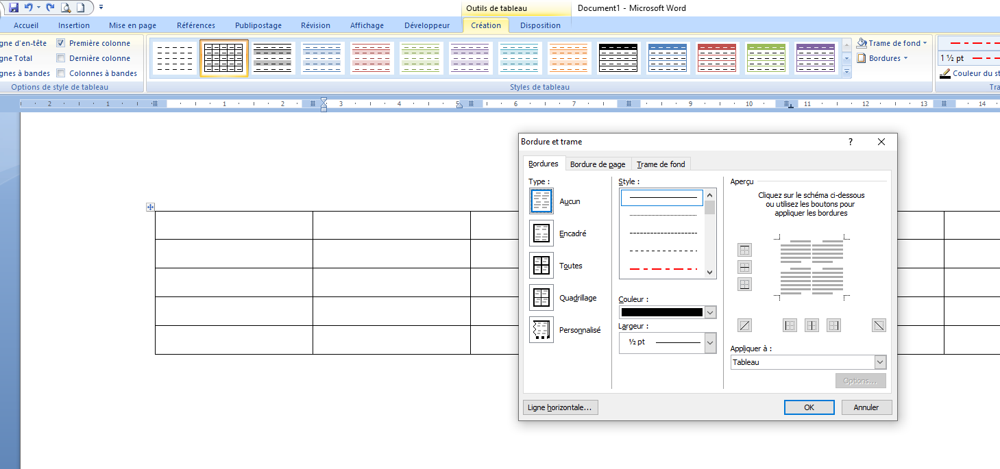 Outils de tableau
Document1 - Microsoft Word
Accueil Insertion Mise en page Références Publipostage Révision Affichage Développeur Création Disposition
gne d'en-tête Première colonne
gne Total Dernière colonne
gnes à bandes Colonnes à bandes
Options de style de tableau
Styles de tableau
Trame de fond
Bordures
1 ½ pt
Couleur du st
Tra
2 1 1 2 3 4 5 6 7 9 10 11 12 13 14
Bordure et trame ?
Bordures Bordure de page Trame de fond
Type :
Aucun
Encadré
Toutes
Quadrillage
Personnalisé
Style :
Couleur :
Largeur :
½ pt
Aperçu
Cliquez sur le schéma ci-dessous
ou utilisez les boutons pour
appliquer les bordures
Appliquer à :
Tableau
Options...
Ligne horizontale...
OK
Annuler